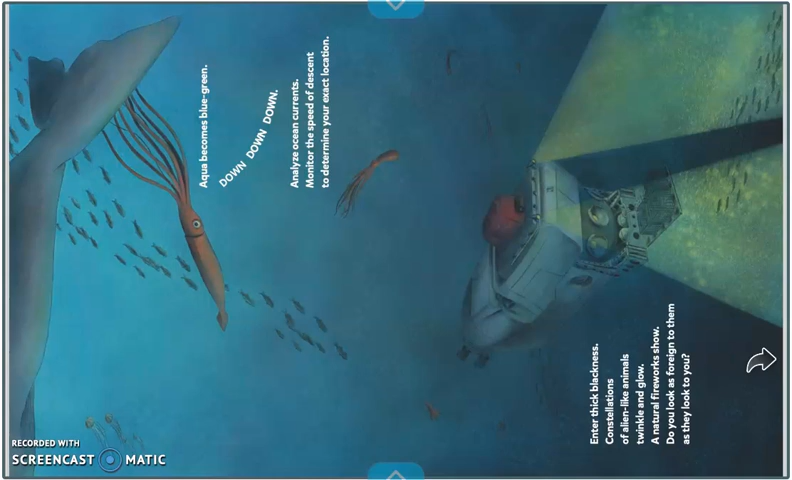 Aqua becomes blue-green.
DOWN DOWN DOWN.
Analyze ocean currents.
Monitor the speed of descent
to determine your exact location.
Enter thick blackness.
Constellations
of alien-like animals
twinkle and glow.
A natural fireworks show.
Do you look as foreign to them
as they look to you?
RECORDED WITH
SCREENCAST MATIC